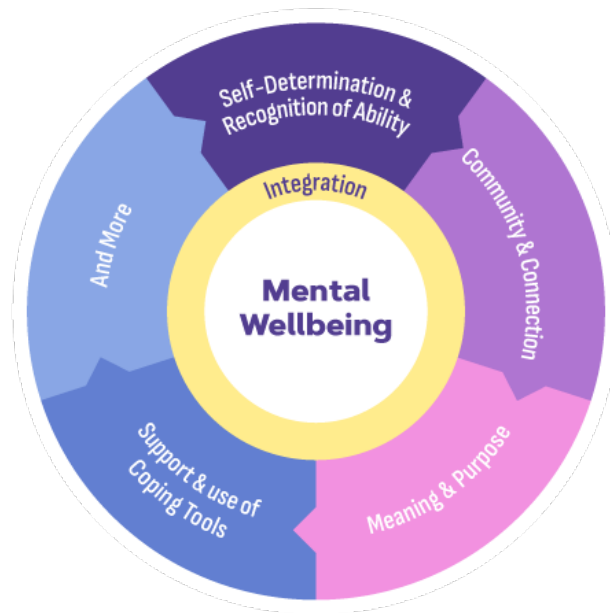 Self-Determination &
Recognition of Ability
Community & Connection
Meaning & Purpose
Support & use of
Coping Tools
And More
Integration
Mental
Wellbeing